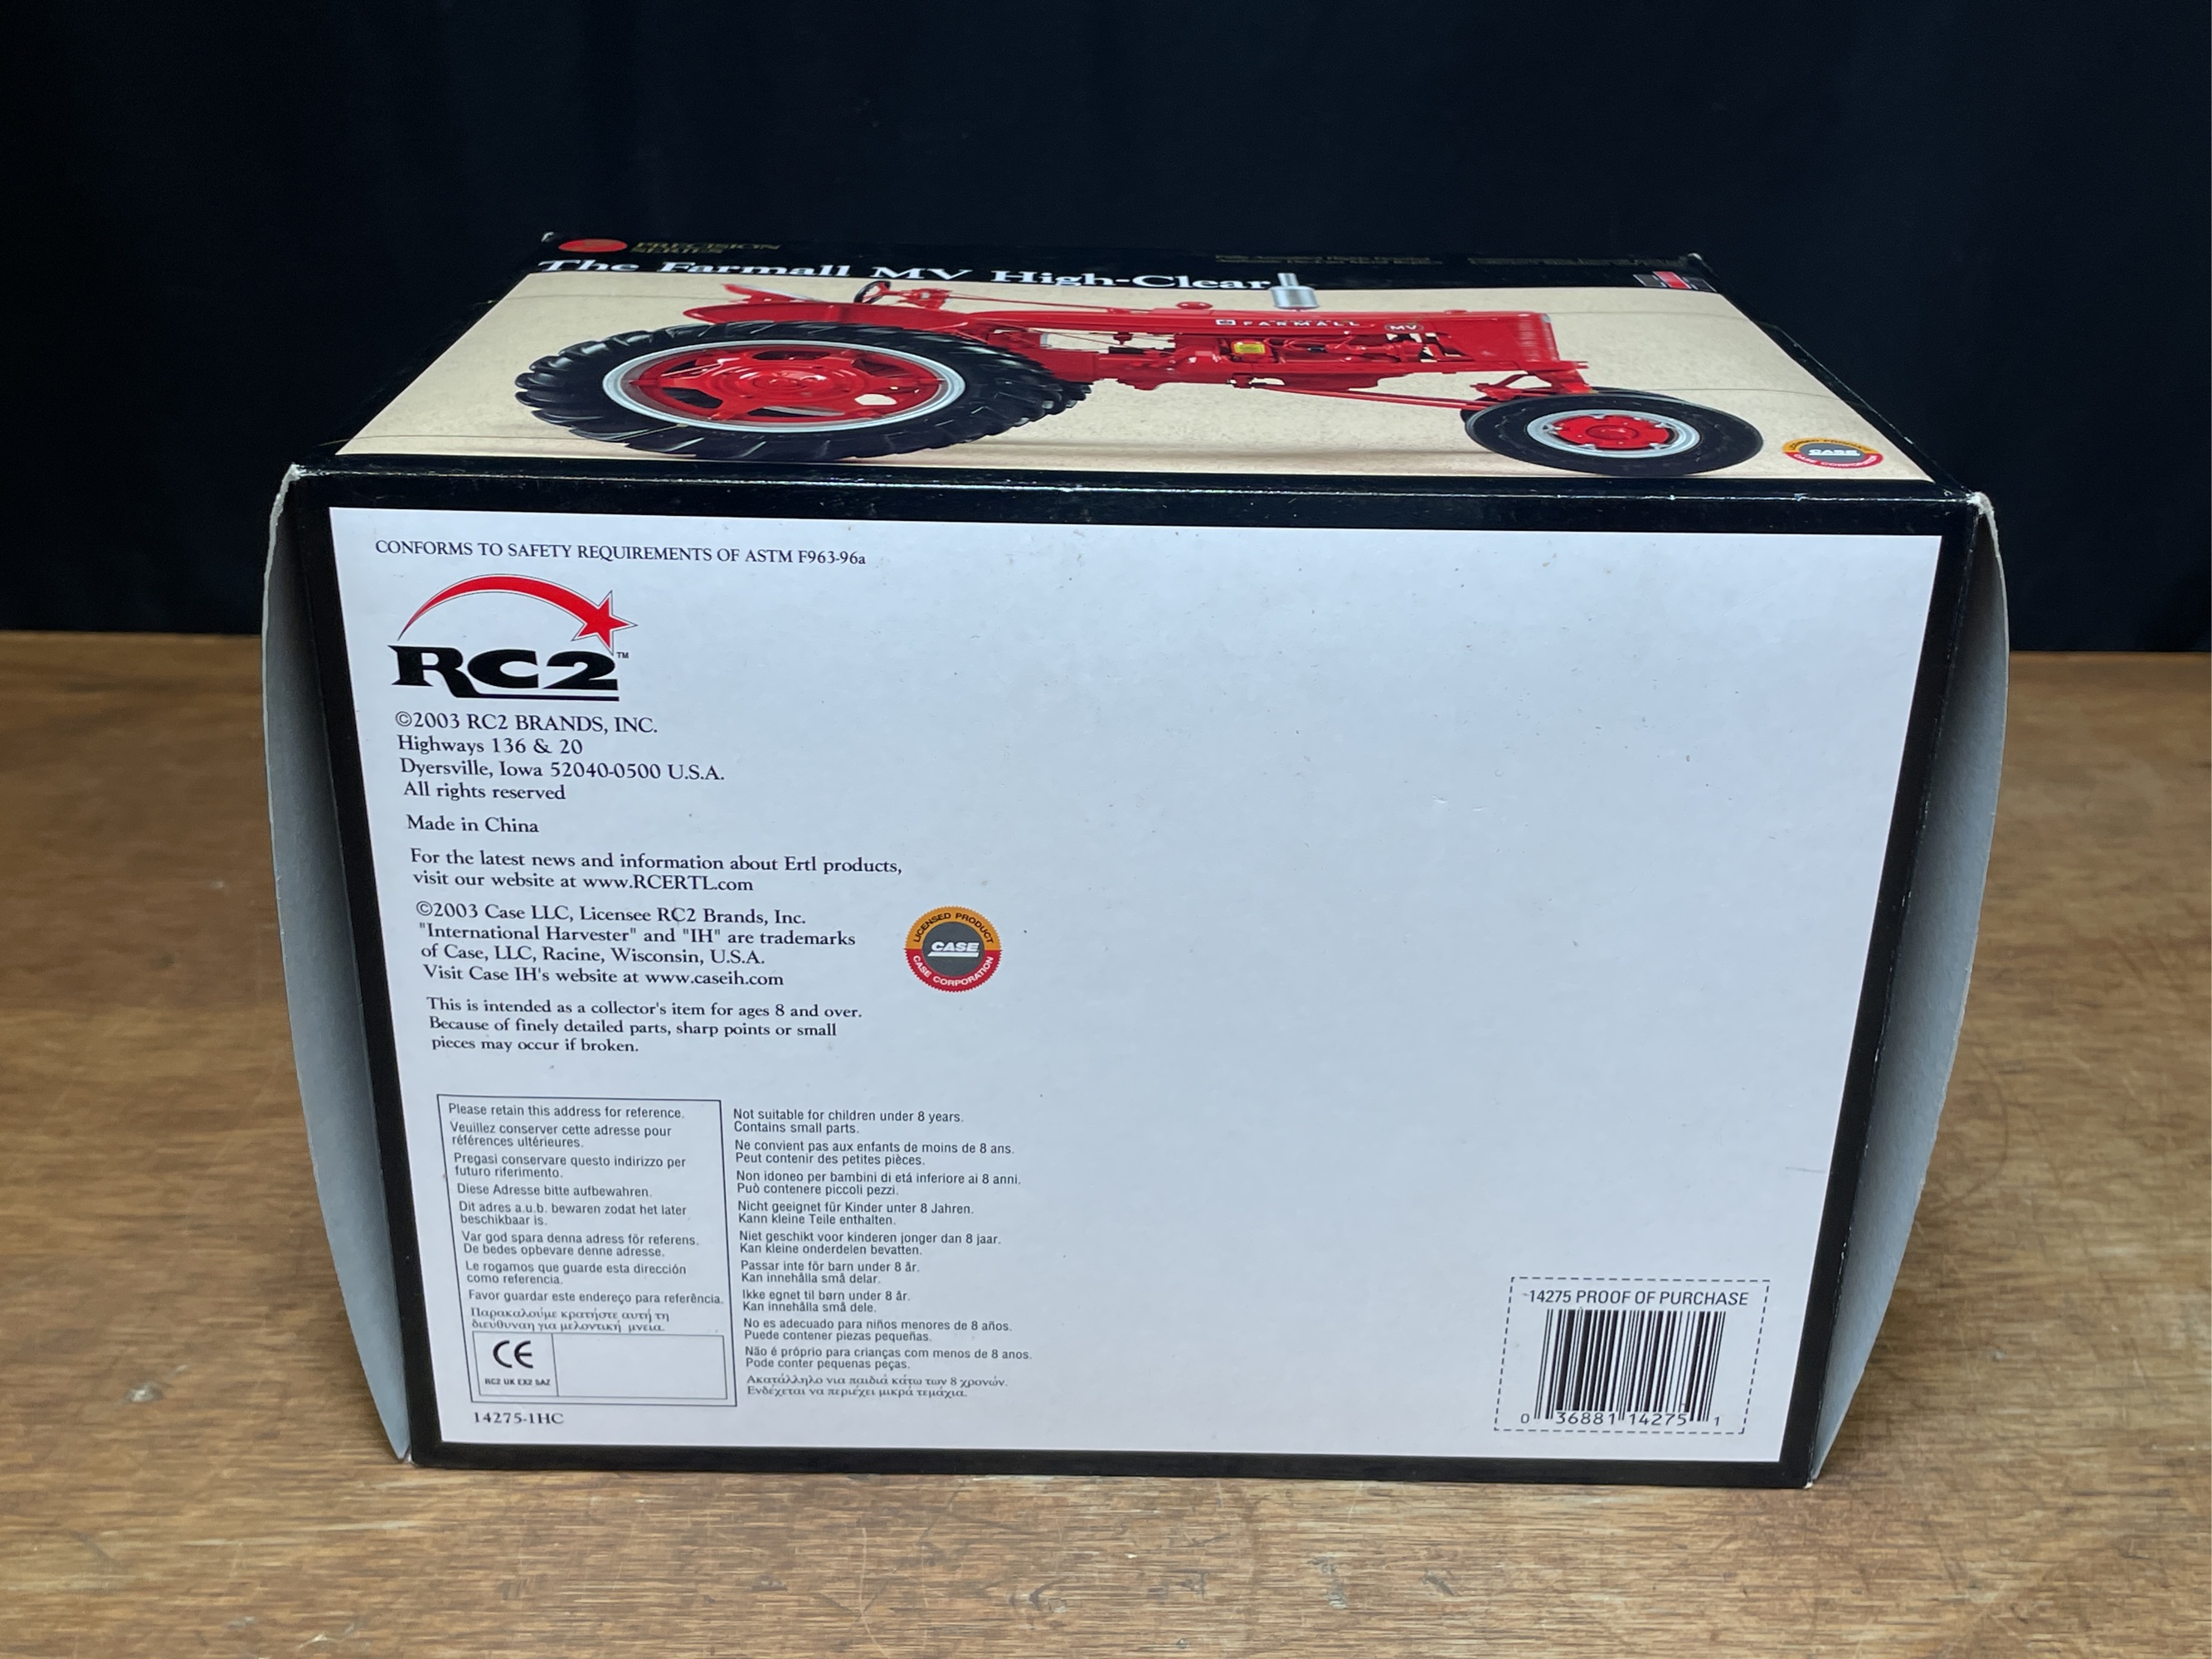 PRECISION
SERIES
The Farmall MV High-Clear
FARMALL MV
CASE
CONFORMS TO SAFETY REQUIREMENTS OF ASTM F963-96a
RC2™
©2003 RC2 BRANDS, INC.
Highways 136 & 20
Dyersville, Iowa 52040-0500 U.S.A.
All rights reserved
Made in China
For the latest news and information about Ertl products,
visit our website at www.RCERTL.com
©2003 Case LLC, Licensee RC2 Brands, Inc.
"International Harvester" and "IH" are trademarks
of Case, LLC, Racine, Wisconsin, U.S.A.
Visit Case IH's website at www.caseih.com
LICENSED PRODUCT
CASE
CASE CORPORATION
This is intended as a collector's item for ages 8 and over.
Because of finely detailed parts, sharp points or small
pieces may occur if broken.
Please retain this address for reference.
Veuillez conserver cette adresse pour
références ultérieures.
Pregasi conservare questo indirizzo per
futuro riferimento.
Diese Adresse bitte aufbewahren.
Dit adres a.u.b. bewaren zodat het later
beschikbaar is.
Var god spara denna adress för referens.
De bedes opbevare denne adresse.
Le rogamos que guarde esta dirección
como referencia.
Favor guardar este endereço para referência.
Παρακαλούμε κρατήστε αυτή τη
διεύθυναη για μελοντική μνεία.
CE
RC2 UK EX2 8AZ
14275-1HC
Not suitable for children under 8 years.
Contains small parts.
Ne convient pas aux enfants de moins de 8 ans.
Peut contenir des petites pièces.
Non idoneo per bambini di etá inferiore ai 8 anni.
Può contenere piccoli pezzi.
Nicht geeignet für Kinder unter 8 Jahren.
Kann kleine Teile enthalten.
Niet geschikt voor kinderen jonger dan 8 jaar.
Kan kleine onderdelen bevatten.
Passar inte för barn under 8 år.
Kan innehålla små delar.
Ikke egnet til børn under 8 år.
Kan innehålla små dele.
No es adecuado para niños menores de 8 años.
Puede contener piezas pequeñas.
Não é próprio para crianças com menos de 8 anos.
Pode conter pequenas peças.
Ακατάλληλο για παιδιά κάτω των 8 χρονών.
Ενδέχεται να περιέχει μικρά τεμάχια.
14275 PROOF OF PURCHASE
0 36881 14275 1